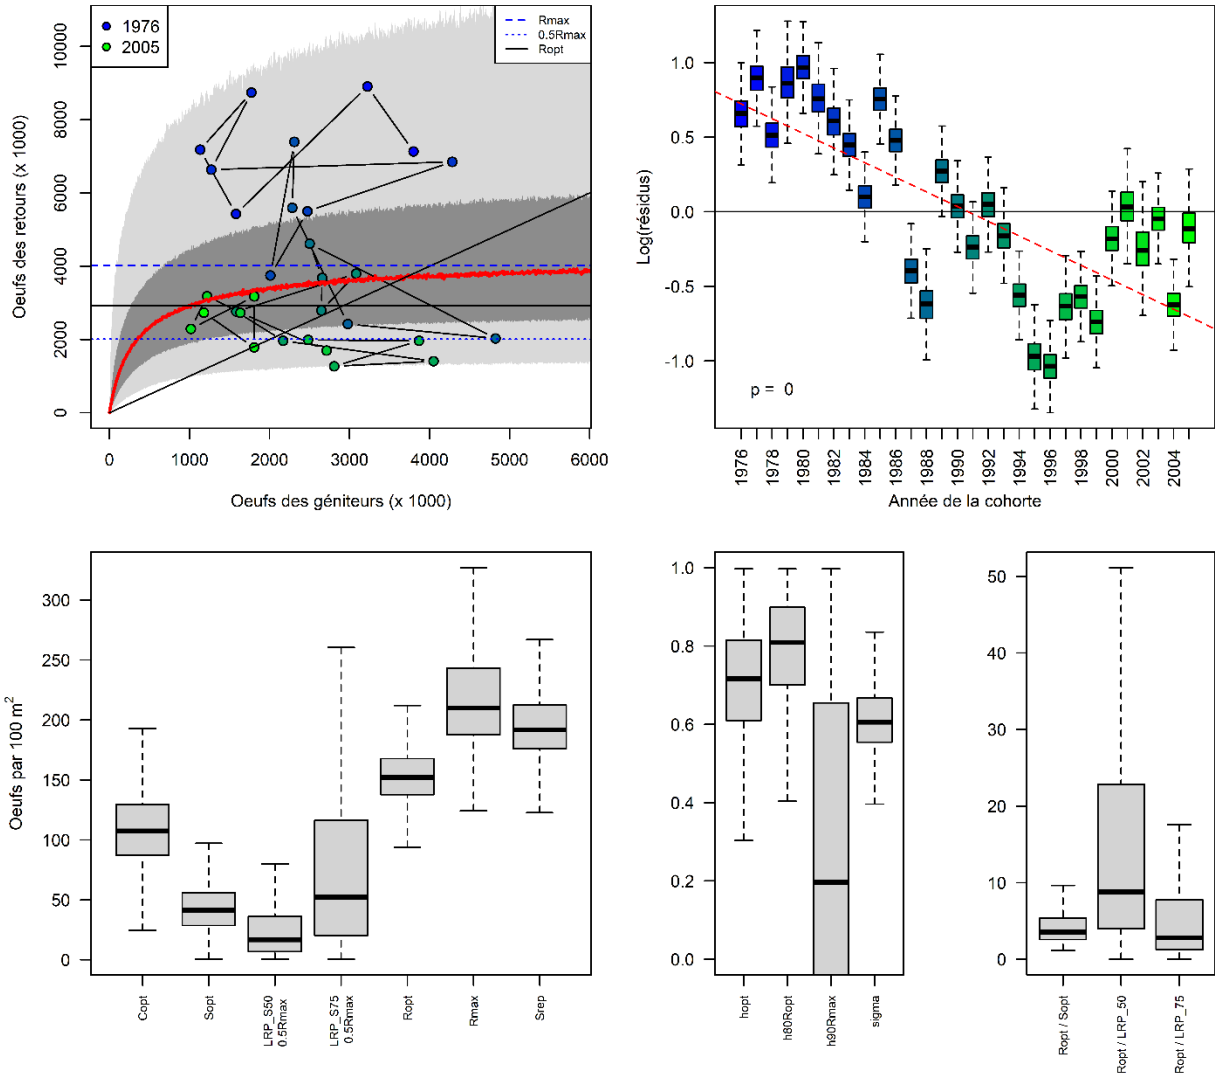 1976
2005
Rmax
0.5Rmax
Ropt
Oeufs des retours (x 1000)
10000
8000
6000
4000
2000
0
0 1000 2000 3000 4000 5000 6000
Oeufs des géniteurs (x 1000)
Log(résidus)
1.0
0.5
0.0
-0.5
-1.0
p = 0
1976 1978 1980 1982 1984 1986 1988 1990 1992 1994 1996 1998 2000 2002 2004
Année de la cohorte
Oeufs par 100 m²
300
250
200
150
100
50
0
Copt
Sopt
LRP_S50
0.5Rmax
LRP_S75
0.5Rmax
Ropt
Rmax
Srep
1.0
0.8
0.6
0.4
0.2
0.0
hopt
h80Ropt
h90Rmax
sigma
50
40
30
20
10
0
Ropt / Sopt
Ropt / LRP_50
Ropt / LRP_75